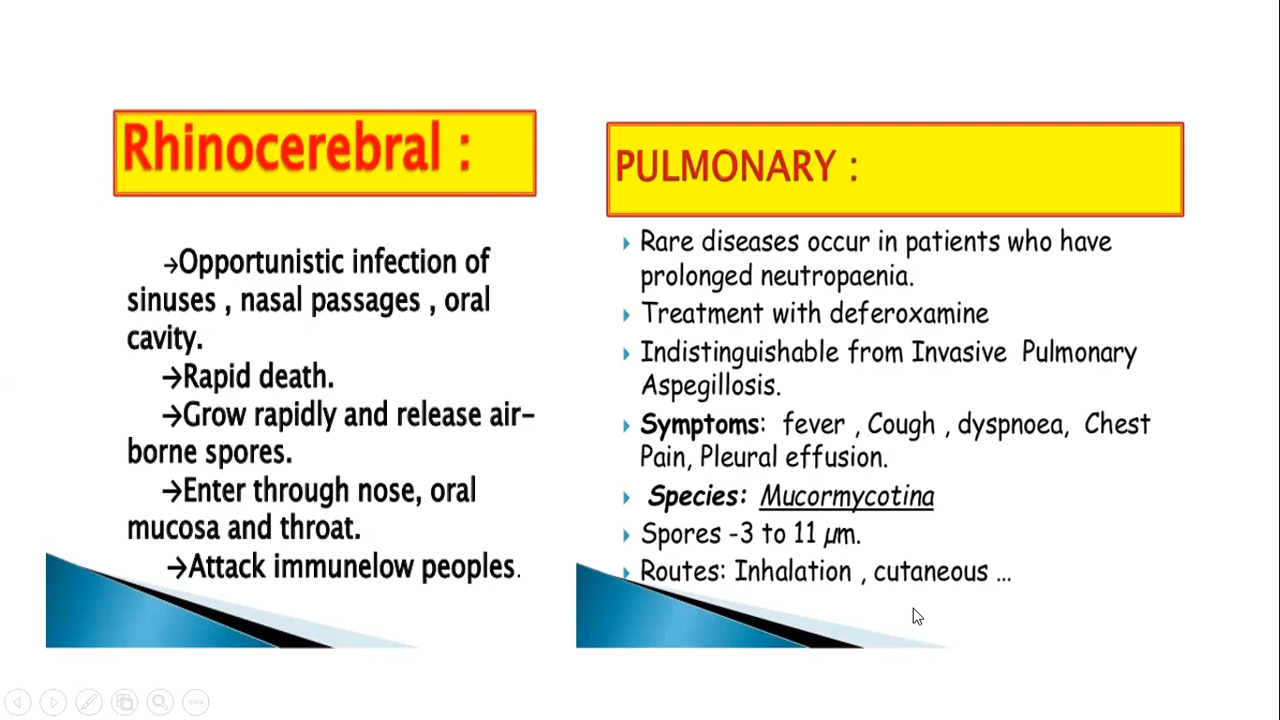 Rhinocerebral :
→Opportunistic infection of
sinuses , nasal passages , oral
cavity.
→Rapid death.
→Grow rapidly and release air-
borne spores.
→Enter through nose, oral
mucosa and throat.
→Attack immunelow peoples.
PULMONARY :
Rare diseases occur in patients who have
prolonged neutropaenia.
Treatment with deferoxamine
Indistinguishable from Invasive Pulmonary
Aspegillosis.
Symptoms: fever , Cough , dyspnoea, Chest
Pain, Pleural effusion.
Species: Mucormycotina
Spores -3 to 11 µm.
Routes: Inhalation , cutaneous ...